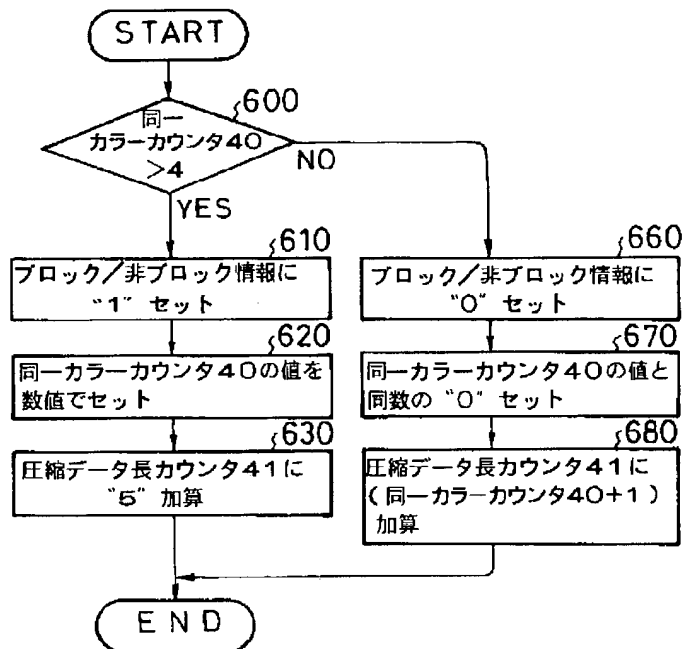 START
600
同一
カラーカウンタ40
>4
NO
YES
610
ブロック/非ブロック情報に
"1" セット
620
同一カラーカウンタ40の値を
数値でセット
630
圧縮データ長カウンタ41に
"5" 加算
660
ブロック/非ブロック情報に
"0" セット
670
同一カラーカウンタ40の値と
同数の "0" セット
680
圧縮データ長カウンタ41に
(同一カラーカウンタ40+1)
加算
END